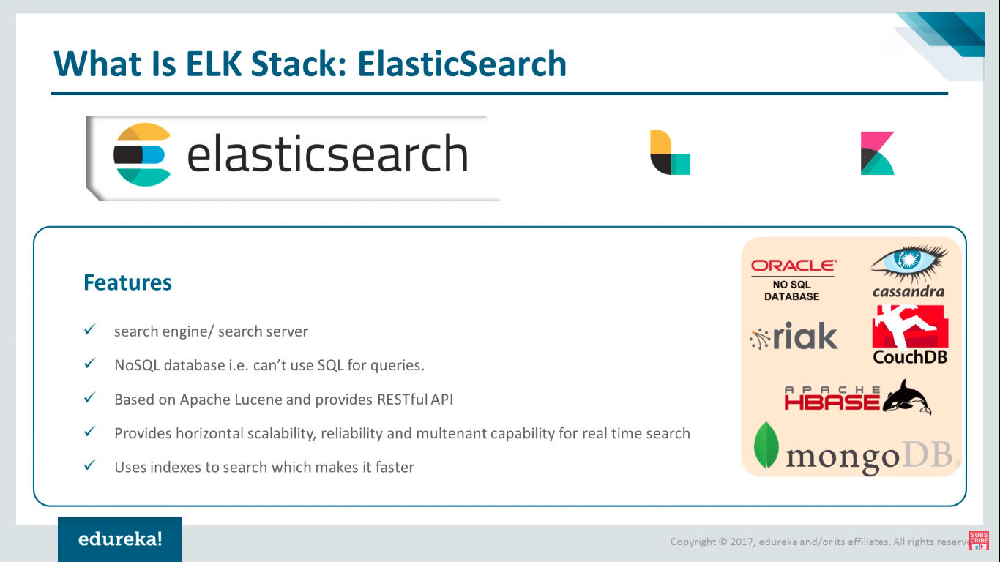 What Is ELK Stack: ElasticSearch
elasticsearch
Features
✓ search engine/ search server
✓ NoSQL database i.e. can’t use SQL for queries.
✓ Based on Apache Lucene and provides RESTful API
✓ Provides horizontal scalability, reliability and multenant capability for real time search
✓ Uses indexes to search which makes it faster
ORACLE®
NO SQL
DATABASE
cassandra
riak
CouchDB
APACHE
HBASE
mongoDB®
edureka!
Copyright © 2017, edureka and/or its affiliates. All rights reserve
SUBS
CRIBE
e!